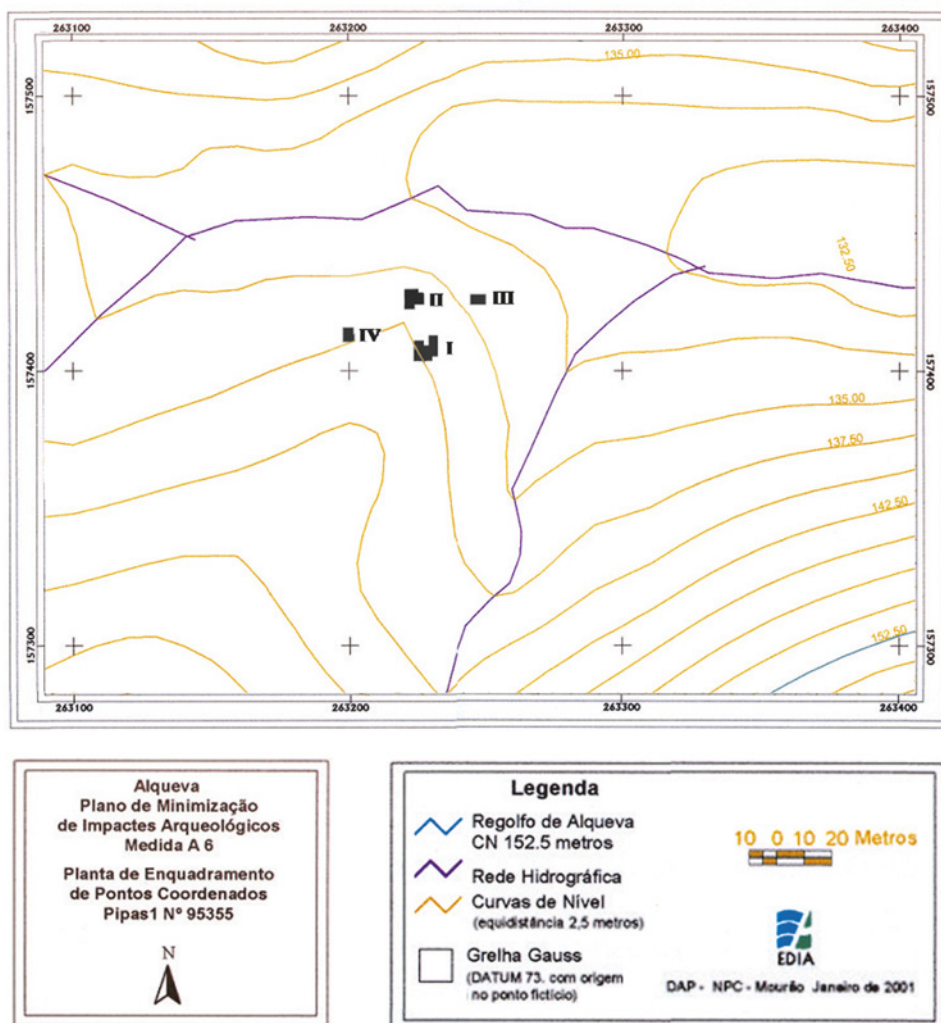 263100 263200 263300 263400
157500 157500
135.00
132.50
II III
IV I
157400 157400
135.00
137.50
142.50
157300 152.50 157300
263100 263200 263300 263400
Alqueva
Plano de Minimização
de Impactes Arqueológicos
Medida A 6
Planta de Enquadramento
de Pontos Coordenados
Pipas1 Nº 95355
N
Legenda
Regolfo de Alqueva
CN 152.5 metros
Rede Hidrográfica
Curvas de Nível
(equidistância 2,5 metros)
Grelha Gauss
(DATUM 73. com origem
no ponto fictício)
10 0 10 20 Metros
EDIA
DAP - NPC - Mourão Janeiro de 2001